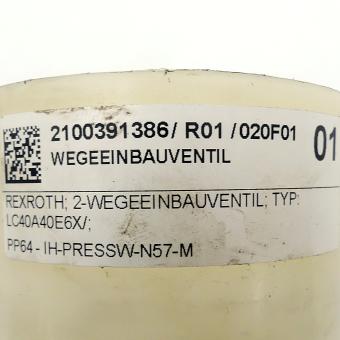 2100391386/ R01 /020F01
01
WEGEEINBAUVENTIL
REXROTH; 2-WEGEEINBAUVENTIL; TYP:
LC40A40E6X/;
PP64 - IH-PRESSW-N57-M